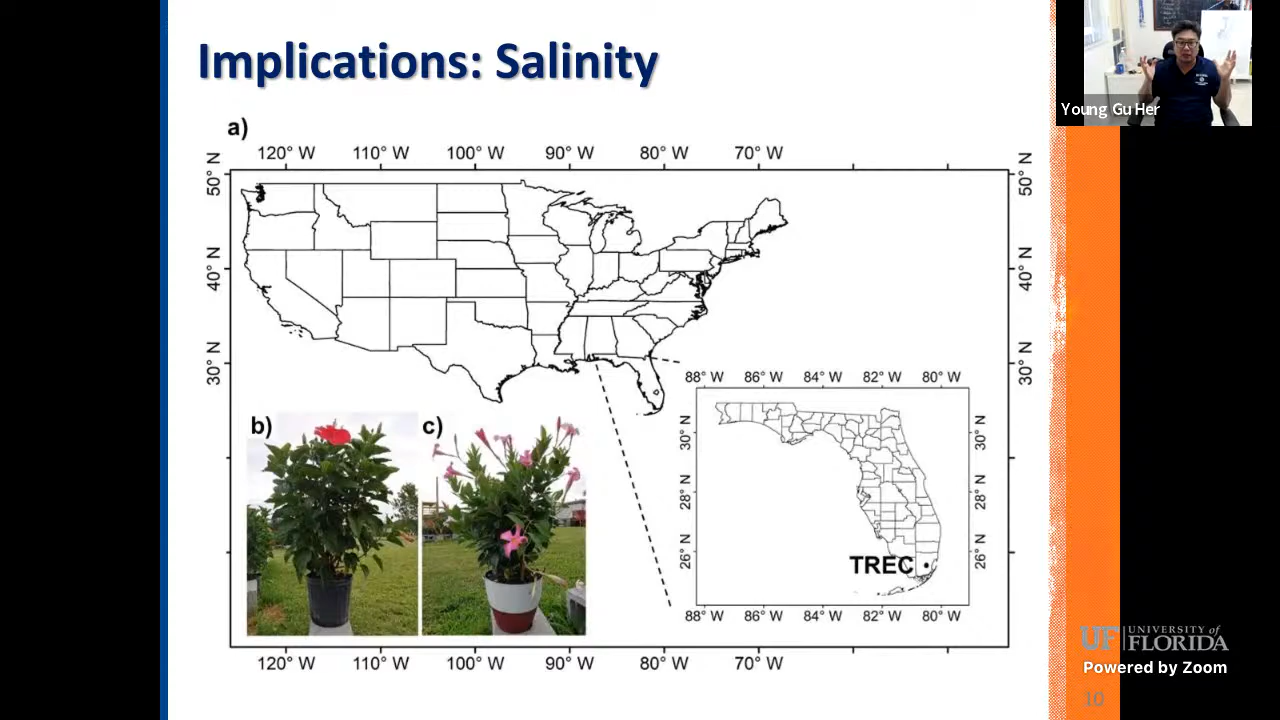 Implications: Salinity
Young Gu Her
a)
120° W 110° W 100° W 90° W 80° W 70° W
50° N 50° N
40° N 40° N
30° N 30° N
88° W 86° W 84° W 82° W 80° W
30° N 30° N
28° N 28° N
26° N 26° N
TREC
88° W 86° W 84° W 82° W 80° W
b) c)
120° W 110° W 100° W 90° W 80° W 70° W
UF UNIVERSITY of
FLORIDA
Powered by Zoom
10